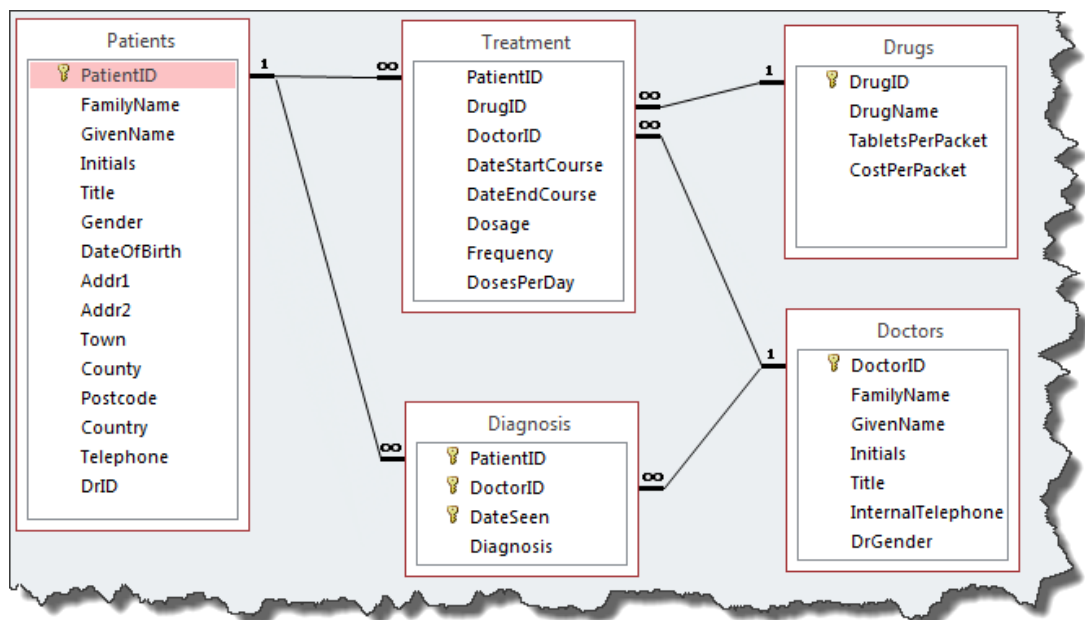 Patients
PatientID
FamilyName
GivenName
Initials
Title
Gender
DateOfBirth
Addr1
Addr2
Town
County
Postcode
Country
Telephone
DrID
1
∞
Treatment
PatientID
DrugID
DoctorID
DateStartCourse
DateEndCourse
Dosage
Frequency
DosesPerDay
∞
∞
1
Drugs
DrugID
DrugName
TabletsPerPacket
CostPerPacket
∞
Diagnosis
PatientID
DoctorID
DateSeen
Diagnosis
∞
1
Doctors
DoctorID
FamilyName
GivenName
Initials
Title
InternalTelephone
DrGender